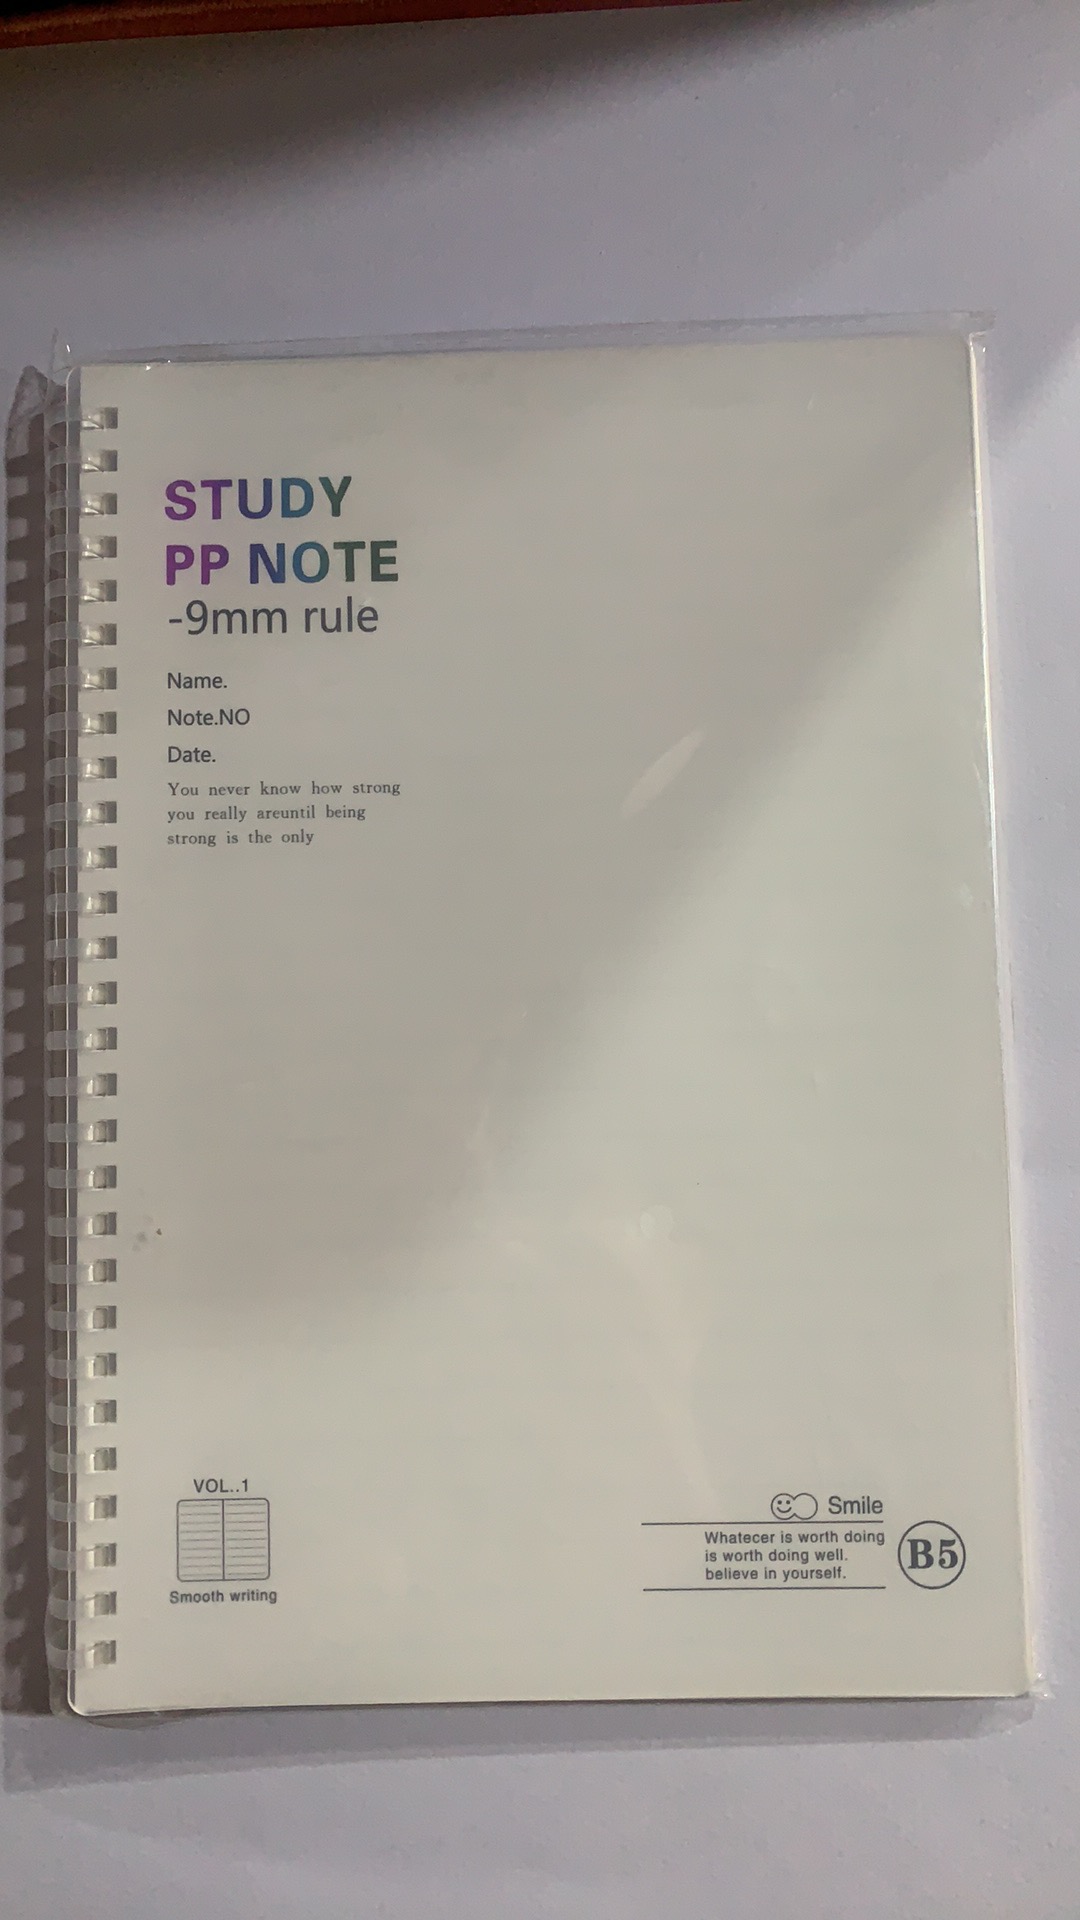 STUDY
PP NOTE
-9mm rule
Name.
Note.NO
Date.
You never know how strong
you really areuntil being
strong is the only
VOL..1
Smooth writing
Smile
Whatecer is worth doing
is worth doing well.
believe in yourself.
B5